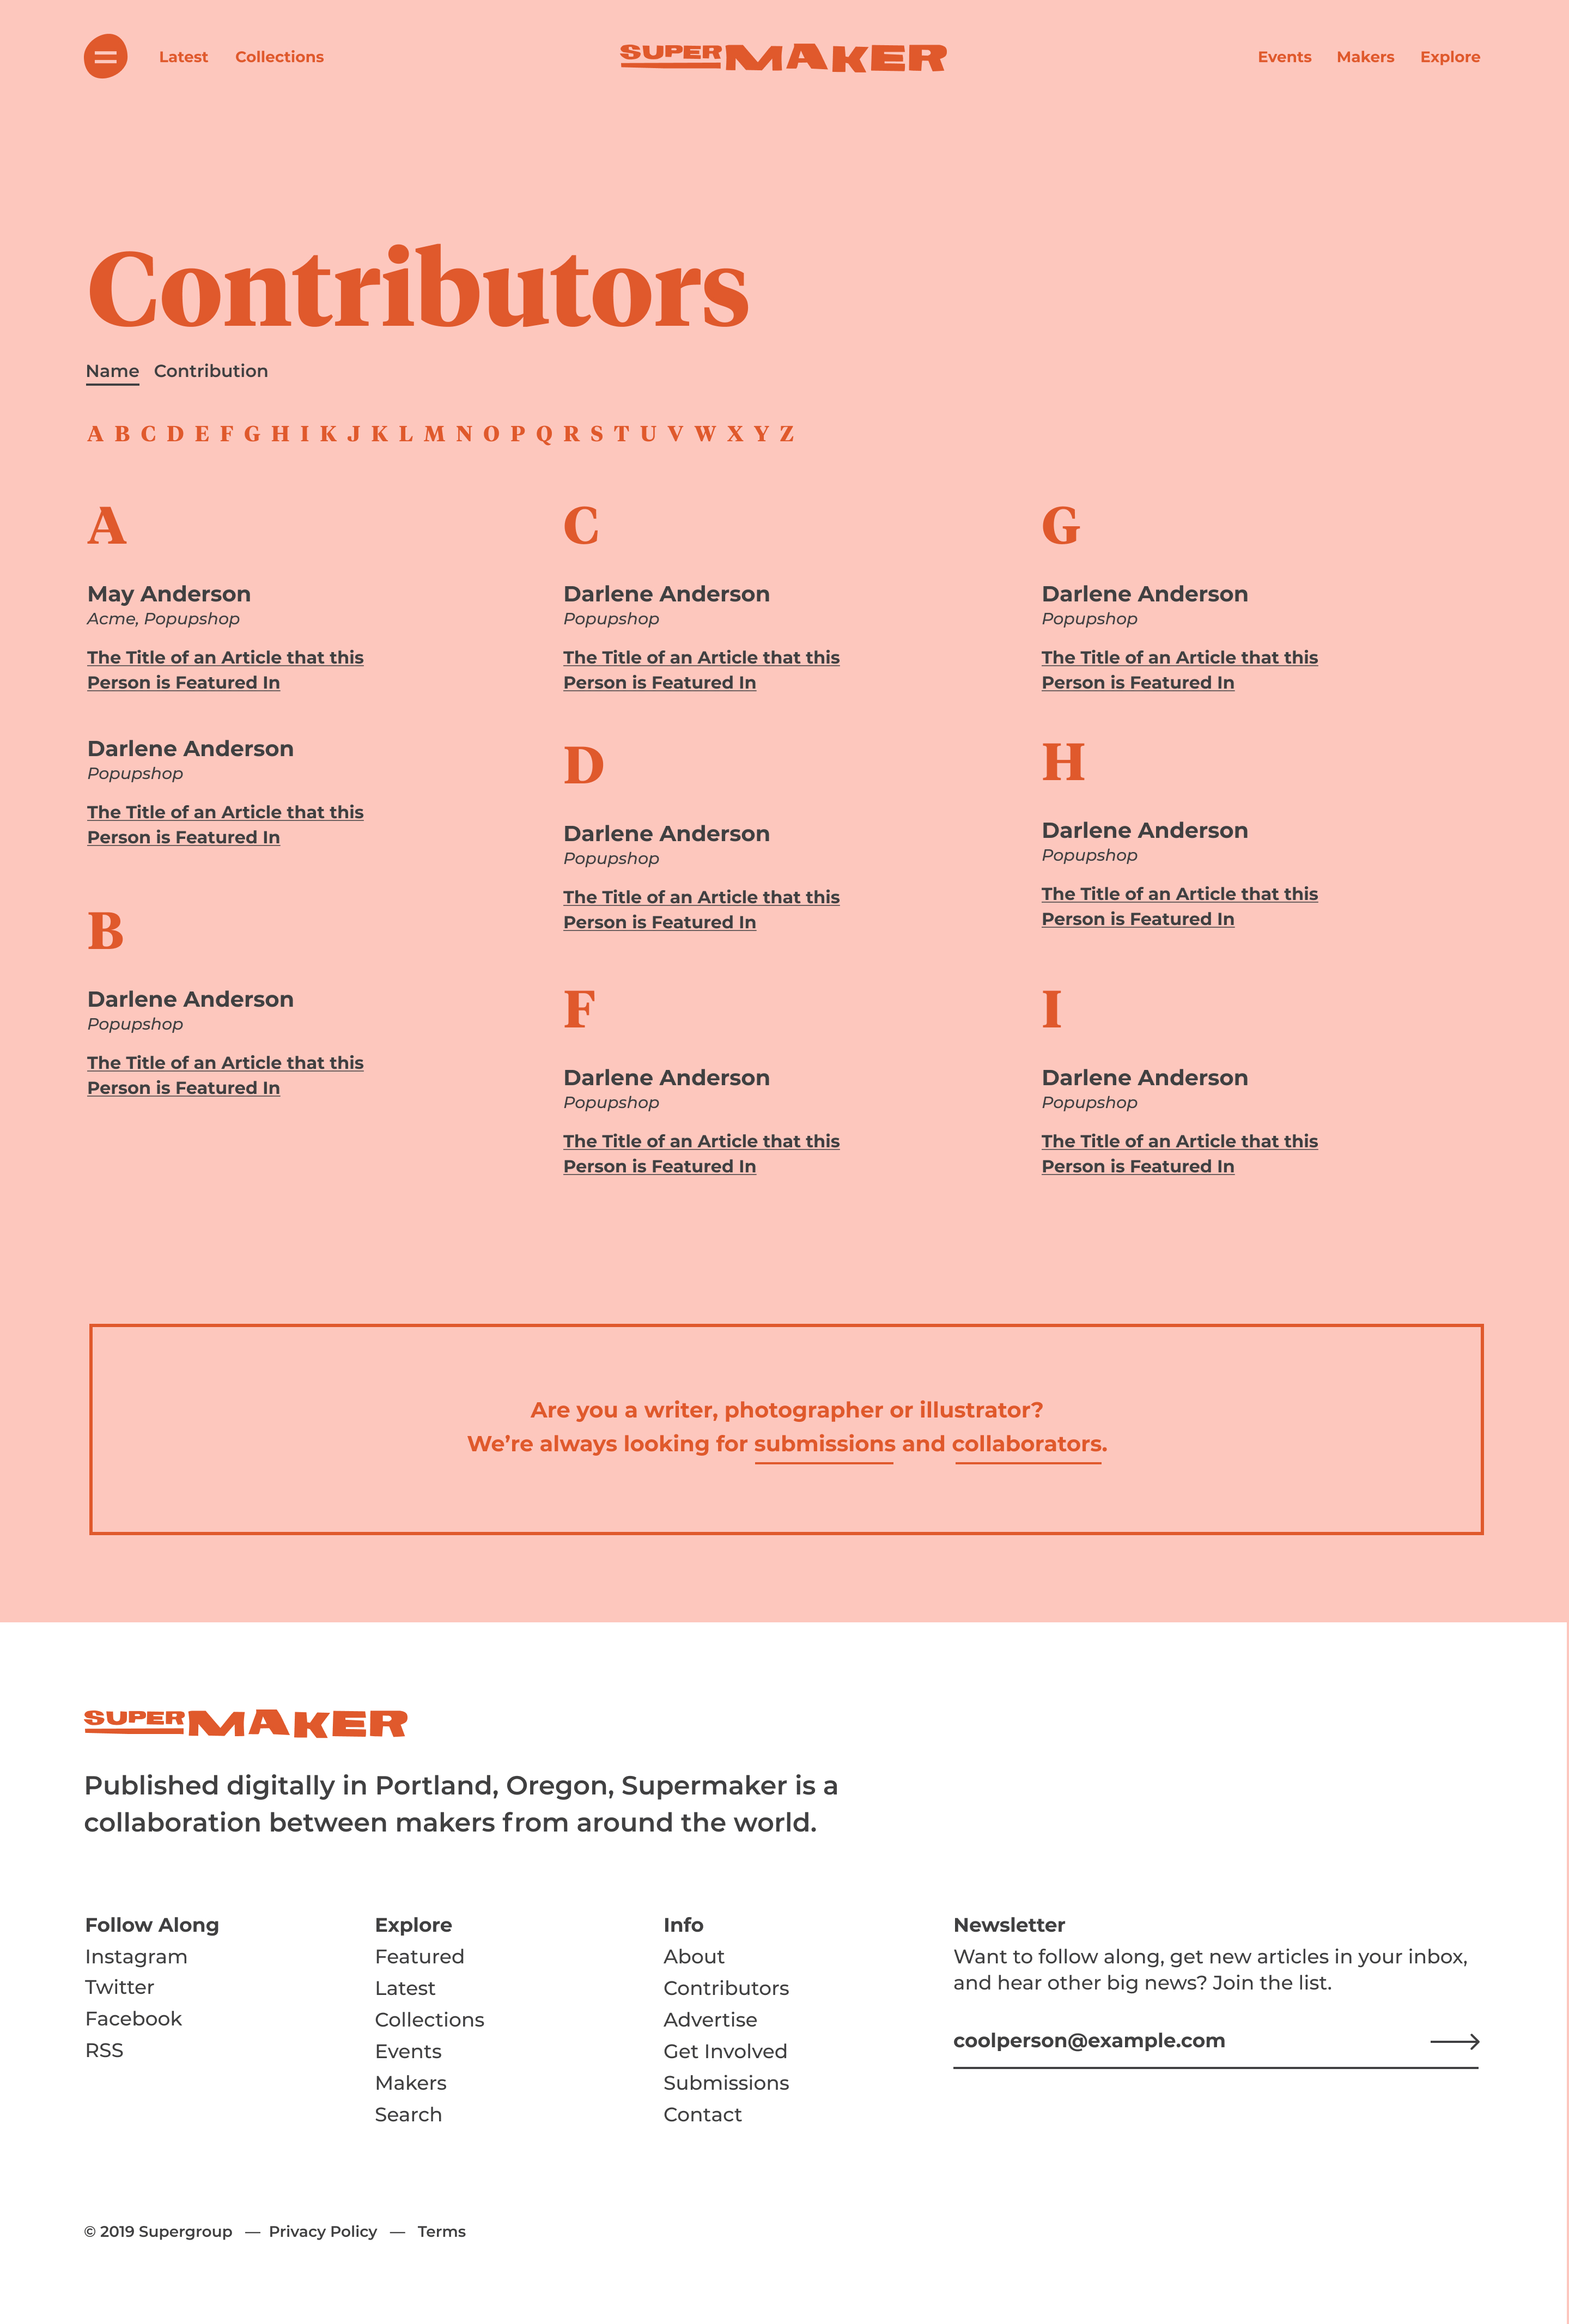 Latest Collections SUPERMAKER Events Makers Explore
Contributors
Name Contribution
A B C D E F G H I K J K L M N O P Q R S T U V W X Y Z
A
May Anderson
Acme, Popupshop
The Title of an Article that this
Person is Featured In
Darlene Anderson
Popupshop
The Title of an Article that this
Person is Featured In
B
Darlene Anderson
Popupshop
The Title of an Article that this
Person is Featured In
C
Darlene Anderson
Popupshop
The Title of an Article that this
Person is Featured In
D
Darlene Anderson
Popupshop
The Title of an Article that this
Person is Featured In
F
Darlene Anderson
Popupshop
The Title of an Article that this
Person is Featured In
G
Darlene Anderson
Popupshop
The Title of an Article that this
Person is Featured In
H
Darlene Anderson
Popupshop
The Title of an Article that this
Person is Featured In
I
Darlene Anderson
Popupshop
The Title of an Article that this
Person is Featured In
Are you a writer, photographer or illustrator?
We’re always looking for submissions and collaborators.
SUPERMAKER
Published digitally in Portland, Oregon, Supermaker is a
collaboration between makers from around the world.
Follow Along
Instagram
Twitter
Facebook
RSS
Explore
Featured
Latest
Collections
Events
Makers
Search
Info
About
Contributors
Advertise
Get Involved
Submissions
Contact
Newsletter
Want to follow along, get new articles in your inbox,
and hear other big news? Join the list.
coolperson@example.com
© 2019 Supergroup — Privacy Policy — Terms